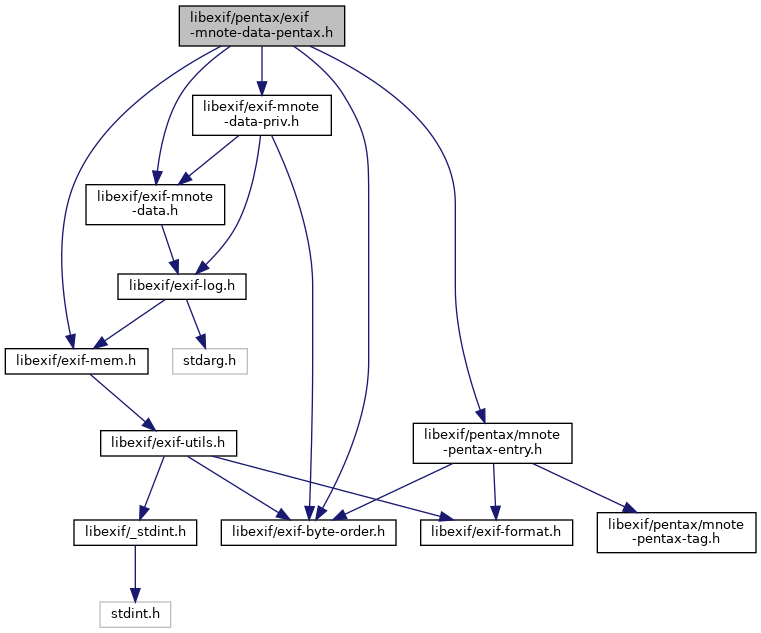 libexif/pentax/exif
-mnote-data-pentax.h
libexif/exif-mnote
-data-priv.h
libexif/exif-mnote
-data.h
libexif/exif-log.h
libexif/exif-mem.h
stdarg.h
libexif/exif-utils.h
libexif/pentax/mnote
-pentax-entry.h
libexif/_stdint.h
libexif/exif-byte-order.h
libexif/exif-format.h
libexif/pentax/mnote
-pentax-tag.h
stdint.h